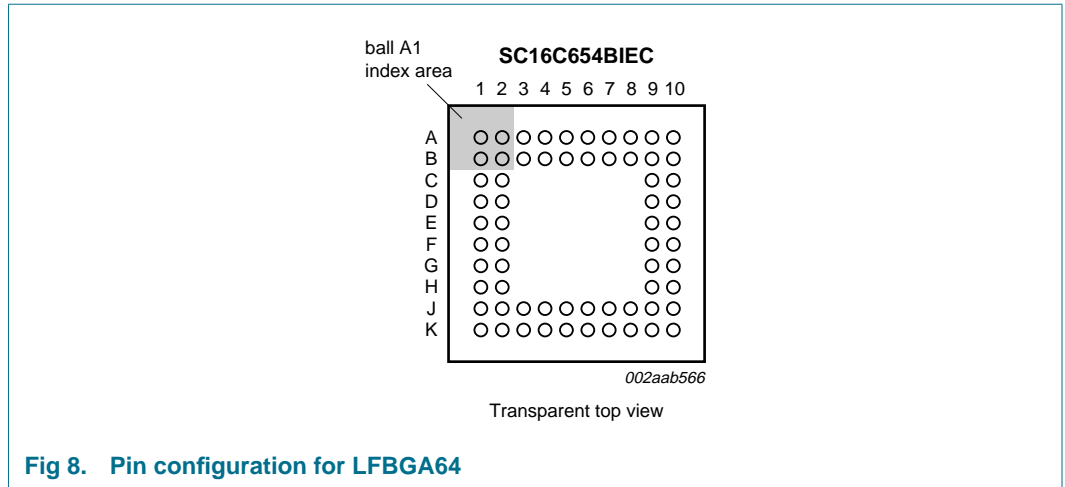 ball A1
index area
SC16C654BIEC
1 2 3 4 5 6 7 8 9 10
A
B
C
D
E
F
G
H
J
K
002aab566
Transparent top view
Fig 8. Pin configuration for LFBGA64